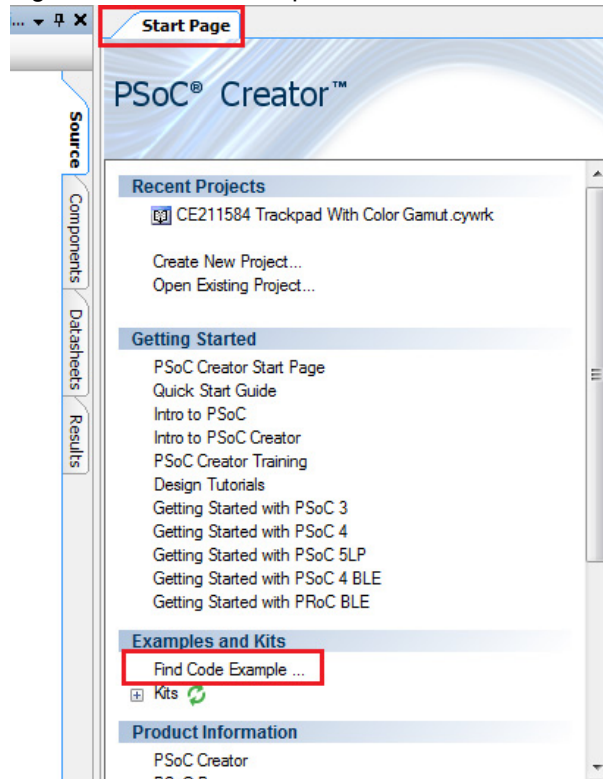 Start Page
PSoC® Creator™
Source
Components
Datasheets
Results
Recent Projects
CE211584 Trackpad With Color Gamut.cywrk
Create New Project...
Open Existing Project...
Getting Started
PSoC Creator Start Page
Quick Start Guide
Intro to PSoC
Intro to PSoC Creator
PSoC Creator Training
Design Tutorials
Getting Started with PSoC 3
Getting Started with PSoC 4
Getting Started with PSoC 5LP
Getting Started with PSoC 4 BLE
Getting Started with PRoC BLE
Examples and Kits
Find Code Example ...
Kits
Product Information
PSoC Creator